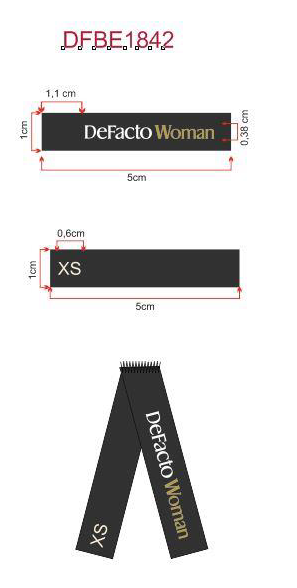 DFBE1842
1,1 cm
1cm
DeFacto Woman
0,38 cm
5cm
0,6cm
1cm
XS
5cm
DeFacto Woman
XS